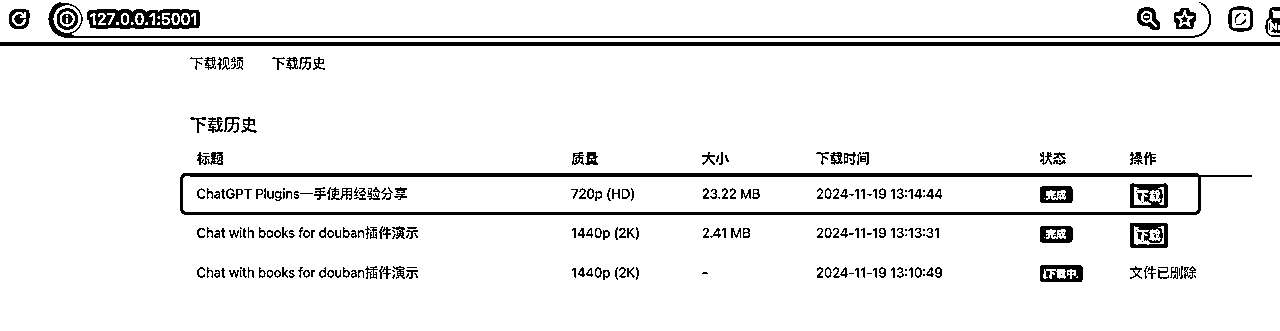 127.0.0.1:5001
下载视频 下载历史
下载历史
标题 质量 大小 下载时间 状态 操作
ChatGPT Plugins一手使用经验分享 720p (HD) 23.22 MB 2024-11-19 13:14:44 完成 下载
Chat with books for douban插件演示 1440p (2K) 2.41 MB 2024-11-19 13:13:31 完成 下载
Chat with books for douban插件演示 1440p (2K) - 2024-11-19 13:10:49 下载中 文件已删除